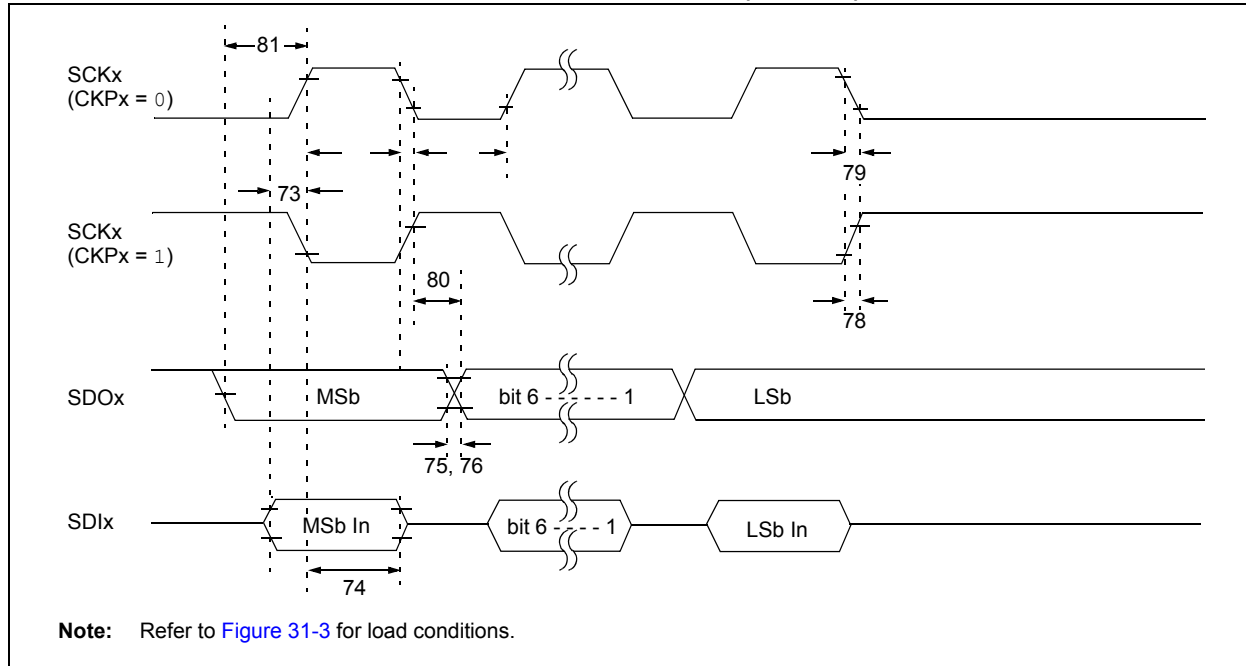 81
SCKx
(CKPx = 0)
79
73
SCKx
(CKPx = 1)
80
78
SDOx MSb bit 6 - - - - - - 1 LSb
75, 76
SDIx MSb In bit 6 - - - - - 1 LSb In
74
Note: Refer to Figure 31-3 for load conditions.